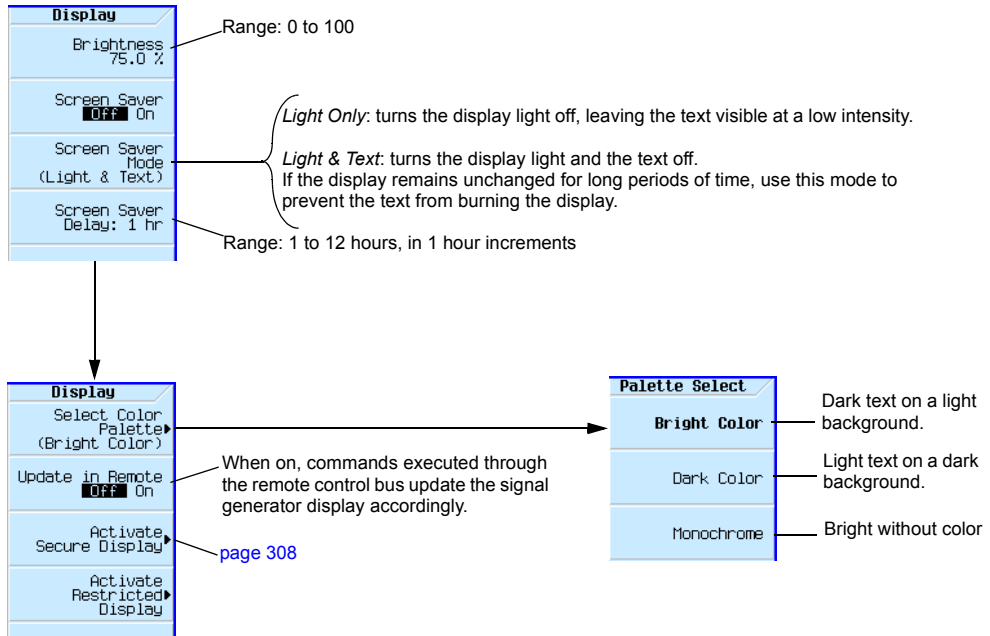 Display
Brightness
75.0 %
Range: 0 to 100
Screen Saver
Off On
Screen Saver
Mode
(Light & Text)
Light Only: turns the display light off, leaving the text visible at a low intensity.
Light & Text: turns the display light and the text off.
If the display remains unchanged for long periods of time, use this mode to
prevent the text from burning the display.
Screen Saver
Delay: 1 hr
Range: 1 to 12 hours, in 1 hour increments
Display
Select Color
Palette
(Bright Color)
Update in Remote
Off On
When on, commands executed through
the remote control bus update the signal
generator display accordingly.
Activate
Secure Display
page 308
Activate
Restricted
Display
Palette Select
Bright Color
Dark text on a light
background.
Dark Color
Light text on a dark
background.
Monochrome
Bright without color